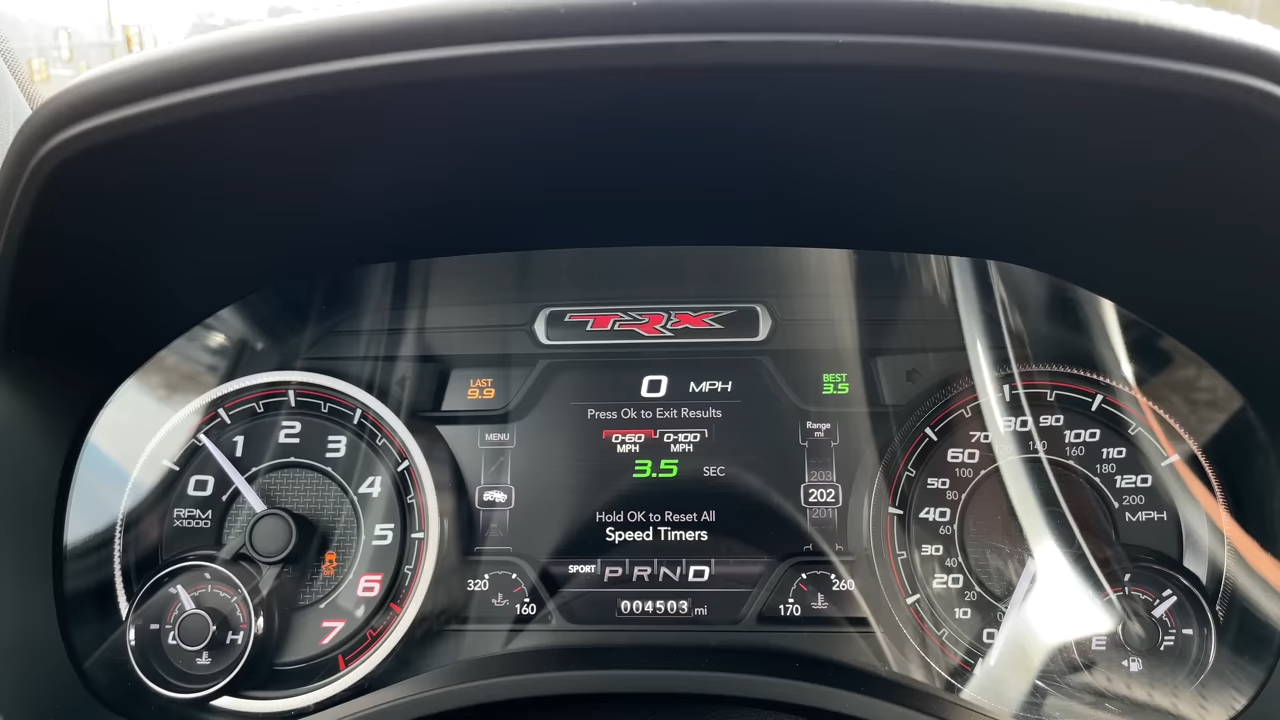 TRX
LAST
9.9
0 MPH
BEST
3.5
Press Ok to Exit Results
0-60
MPH
0-100
MPH
3.5 SEC
MENU
Range
mi
203
202
201
Hold OK to Reset All
Speed Timers
SPORT PRND
320
160
004503 mi
170
260
0
1
2
3
4
5
6
7
RPM
X1000
OFF
H
0
10
20
30
40
50
60
70
80
90
100
110
120
MPH
0
20
40
60
80
100
140
160
180
200
E
F